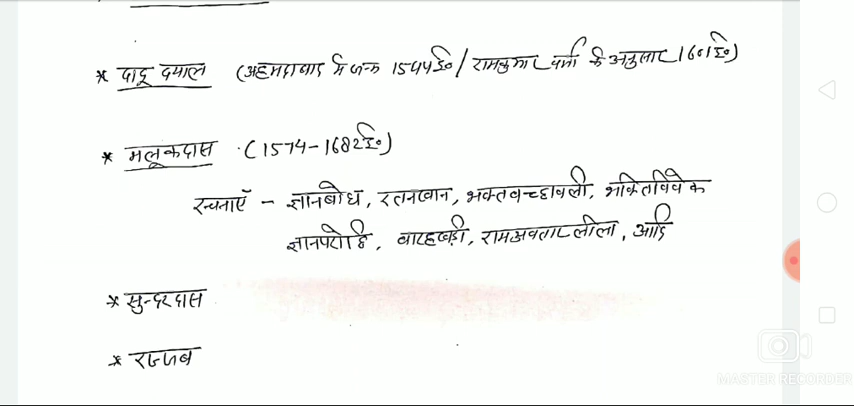 * दादू दयाल (अहमदाबाद में जन्म 1544ई० / रामकुमार वर्मा के अनुसार 1601ई०)
* मलूकदास (1574-1682ई०)
रचनाएँ - ज्ञानबोध, रतनखान, भक्तवच्छावली, भक्तिविवेक
ज्ञानपरोछि, बारहखड़ी, रामअवतारलीला, आदि
* सुन्दरदास
* रज्जब
MASTER RECORDER